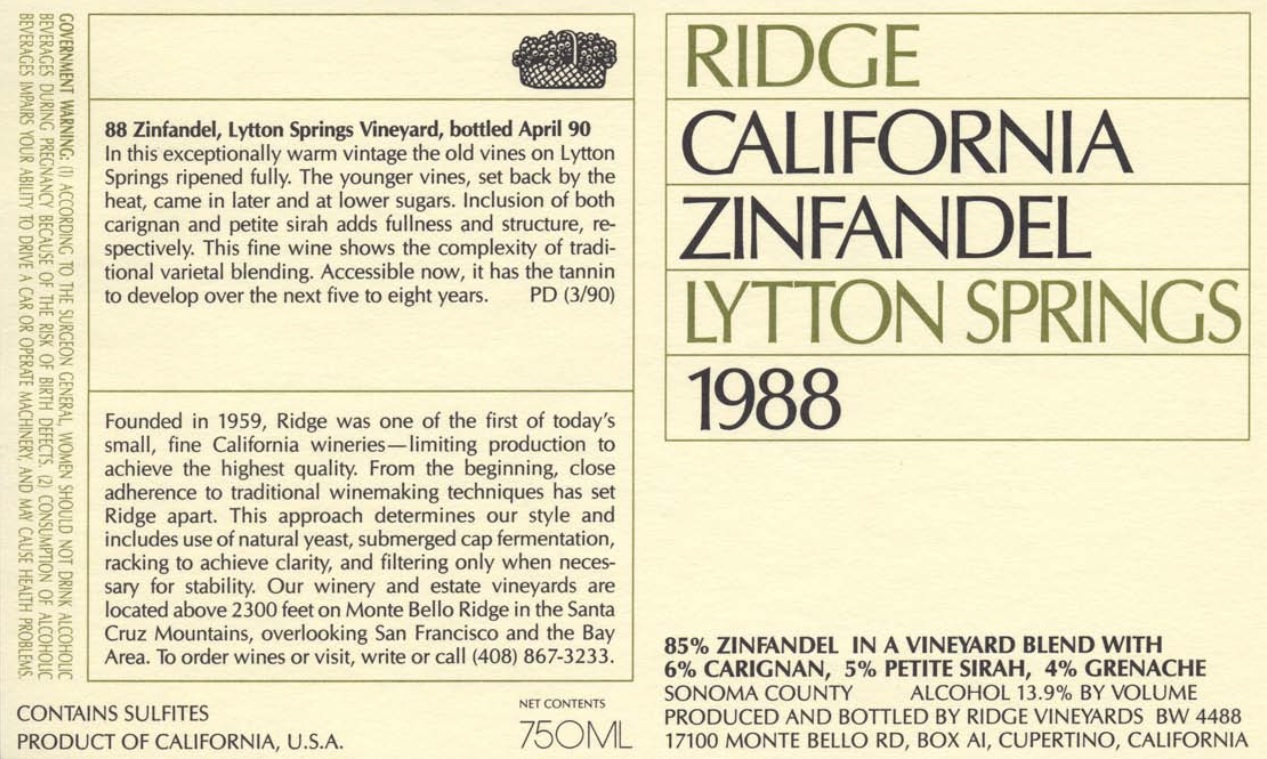 GOVERNMENT WARNING: (1) ACCORDING TO THE SURGEON GENERAL, WOMEN SHOULD NOT DRINK ALCOHOLIC
BEVERAGES DURING PREGNANCY BECAUSE OF THE RISK OF BIRTH DEFECTS. (2) CONSUMPTION OF ALCOHOLIC
BEVERAGES IMPAIRS YOUR ABILITY TO DRIVE A CAR OR OPERATE MACHINERY, AND MAY CAUSE HEALTH PROBLEMS.
88 Zinfandel, Lytton Springs Vineyard, bottled April 90
In this exceptionally warm vintage the old vines on Lytton
Springs ripened fully. The younger vines, set back by the
heat, came in later and at lower sugars. Inclusion of both
carignan and petite sirah adds fullness and structure, re-
spectively. This fine wine shows the complexity of tradi-
tional varietal blending. Accessible now, it has the tannin
to develop over the next five to eight years. PD (3/90)
Founded in 1959, Ridge was one of the first of today's
small, fine California wineries—limiting production to
achieve the highest quality. From the beginning, close
adherence to traditional winemaking techniques has set
Ridge apart. This approach determines our style and
includes use of natural yeast, submerged cap fermentation,
racking to achieve clarity, and filtering only when neces-
sary for stability. Our winery and estate vineyards are
located above 2300 feet on Monte Bello Ridge in the Santa
Cruz Mountains, overlooking San Francisco and the Bay
Area. To order wines or visit, write or call (408) 867-3233.
CONTAINS SULFITES
PRODUCT OF CALIFORNIA, U.S.A.
NET CONTENTS
750ML
RIDGE
CALIFORNIA
ZINFANDEL
LYTTON SPRINGS
1988
85% ZINFANDEL IN A VINEYARD BLEND WITH
6% CARIGNAN, 5% PETITE SIRAH, 4% GRENACHE
SONOMA COUNTY ALCOHOL 13.9% BY VOLUME
PRODUCED AND BOTTLED BY RIDGE VINEYARDS BW 4488
17100 MONTE BELLO RD, BOX AI, CUPERTINO, CALIFORNIA